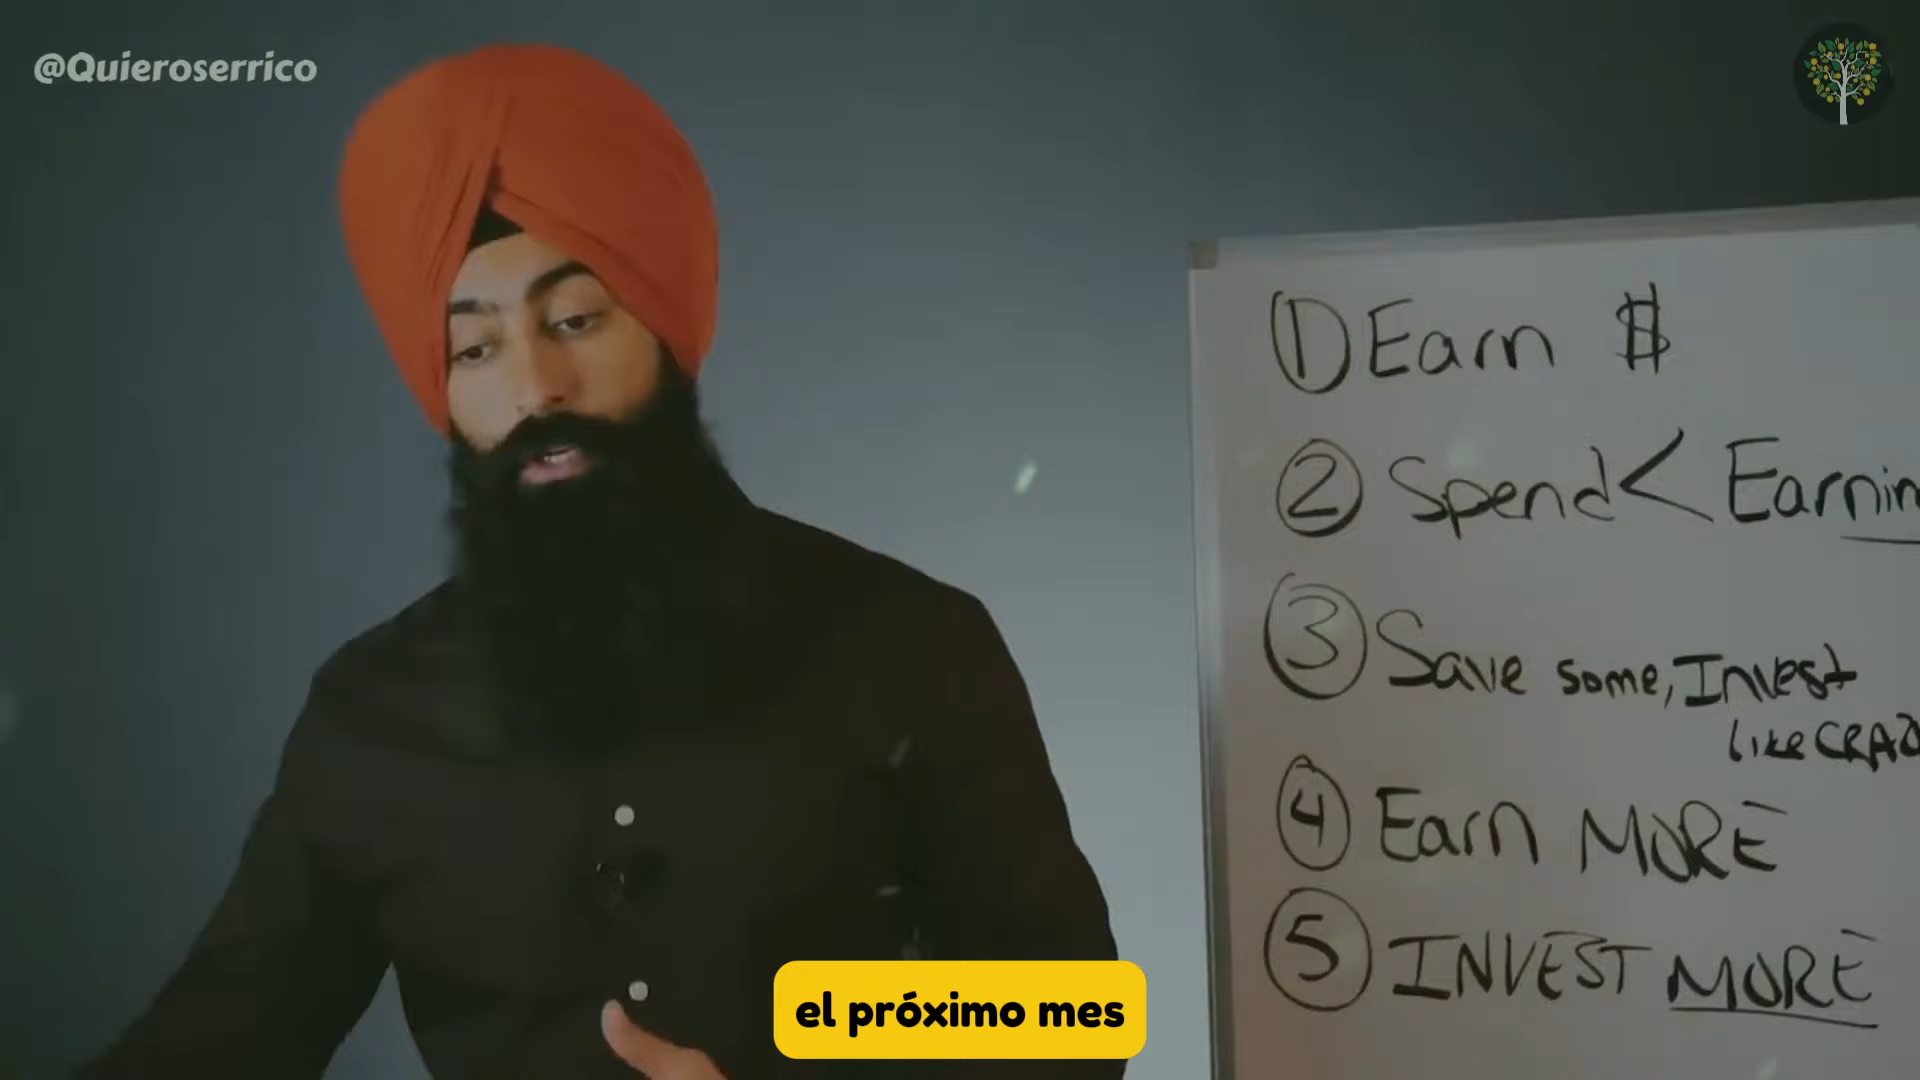 @Quieroserrico
① Earn $
② Spend < Earnin
③ Save some, Invest
like CRAZ
④ Earn MORE
⑤ INVEST MORE
el próximo mes